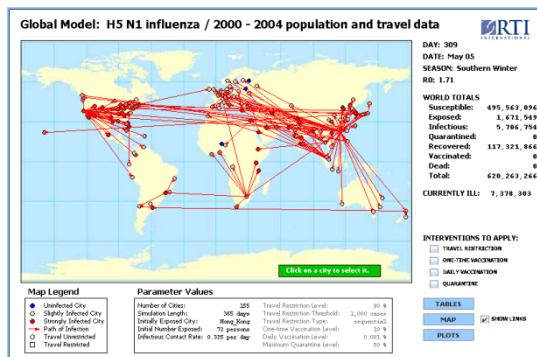 Global Model: H5 N1 influenza / 2000 - 2004 population and travel data
RTI
INTERNATIONAL
DAY: 309
DATE: May 05
SEASON: Southern Winter
R0: 1.71
WORLD TOTALS
Susceptible: 495,563,096
Exposed: 1,671,549
Infectious: 5,706,754
Quarantined: 0
Recovered: 117,321,866
Vaccinated: 0
Dead: 0
Total: 620,263,266
CURRENTLY ILL: 7,378,303
Click on a city to select it.
INTERVENTIONS TO APPLY:
TRAVEL RESTRICTION
ONE-TIME VACCINATION
DAILY VACCINATION
QUARANTINE
TABLES
MAP
SHOW LINKS
PLOTS
Map Legend
Uninfected City
Slightly Infected City
Strongly Infected City
Path of Infection
Travel Unrestricted
Travel Restricted
Parameter Values
Number of Cities: 155
Simulation Length: 365 days
Initially Exposed City: Hong_Kong
Initial Number Exposed: 72 persons
Infectious Contact Rate: 0.335 per day
Travel Restriction Level:
Travel Restriction Threshold: 1,000 cases
Travel Restriction Type: sequential
One-time Vaccination Level:
Daily Vaccination Level:
Maximum Quarantine Level: